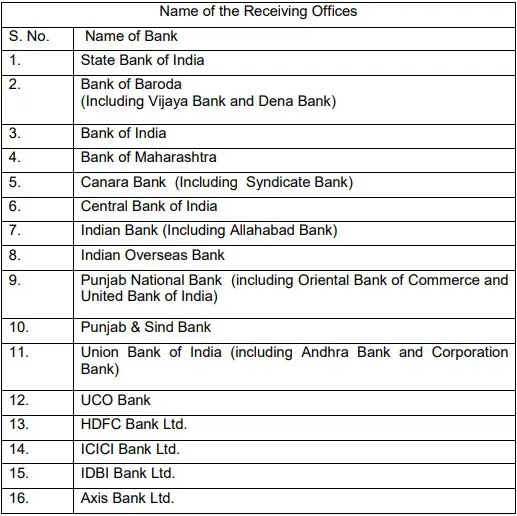 Name of the Receiving Offices
S. No. Name of Bank
1. State Bank of India
2. Bank of Baroda
(Including Vijaya Bank and Dena Bank)
3. Bank of India
4. Bank of Maharashtra
5. Canara Bank (Including Syndicate Bank)
6. Central Bank of India
7. Indian Bank (Including Allahabad Bank)
8. Indian Overseas Bank
9. Punjab National Bank (including Oriental Bank of Commerce and
United Bank of India)
10. Punjab & Sind Bank
11. Union Bank of India (including Andhra Bank and Corporation
Bank)
12. UCO Bank
13. HDFC Bank Ltd.
14. ICICI Bank Ltd.
15. IDBI Bank Ltd.
16. Axis Bank Ltd.